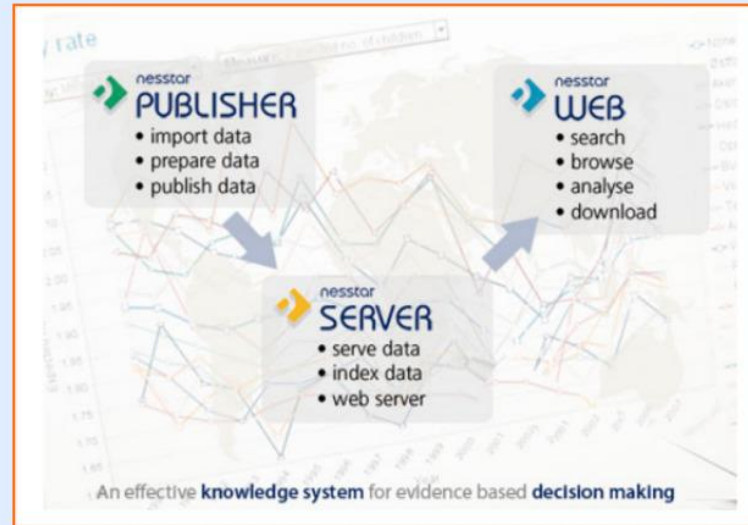 y rate
nesstar
PUBLISHER
• import data
• prepare data
• publish data
nesstar
WEB
• search
• browse
• analyse
• download
nesstar
SERVER
• serve data
• index data
• web server
An effective knowledge system for evidence based decision making